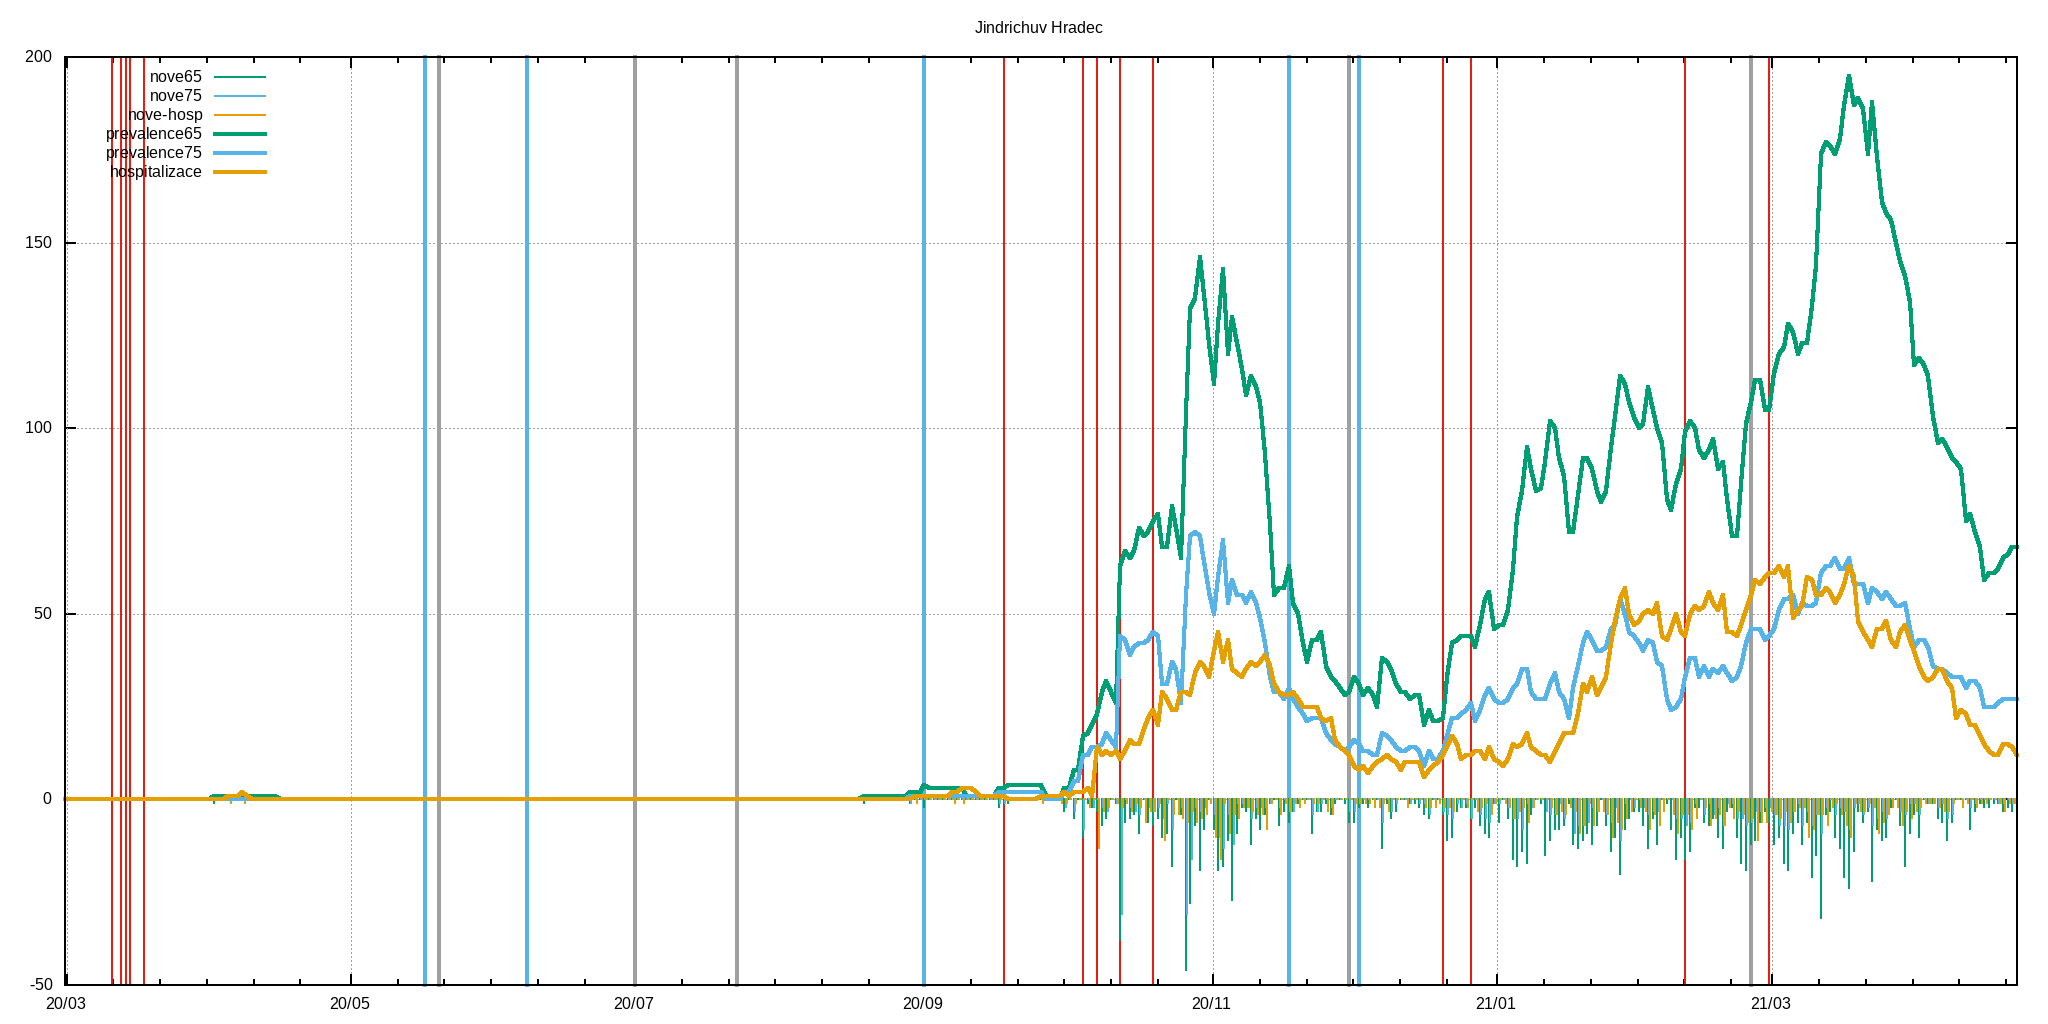 Jindrichuv Hradec
200
150
100
50
0
-50
nove65
nove75
nove-hosp
prevalence65
prevalence75
hospitalizace
20/03 20/05 20/07 20/09 20/11 21/01 21/03